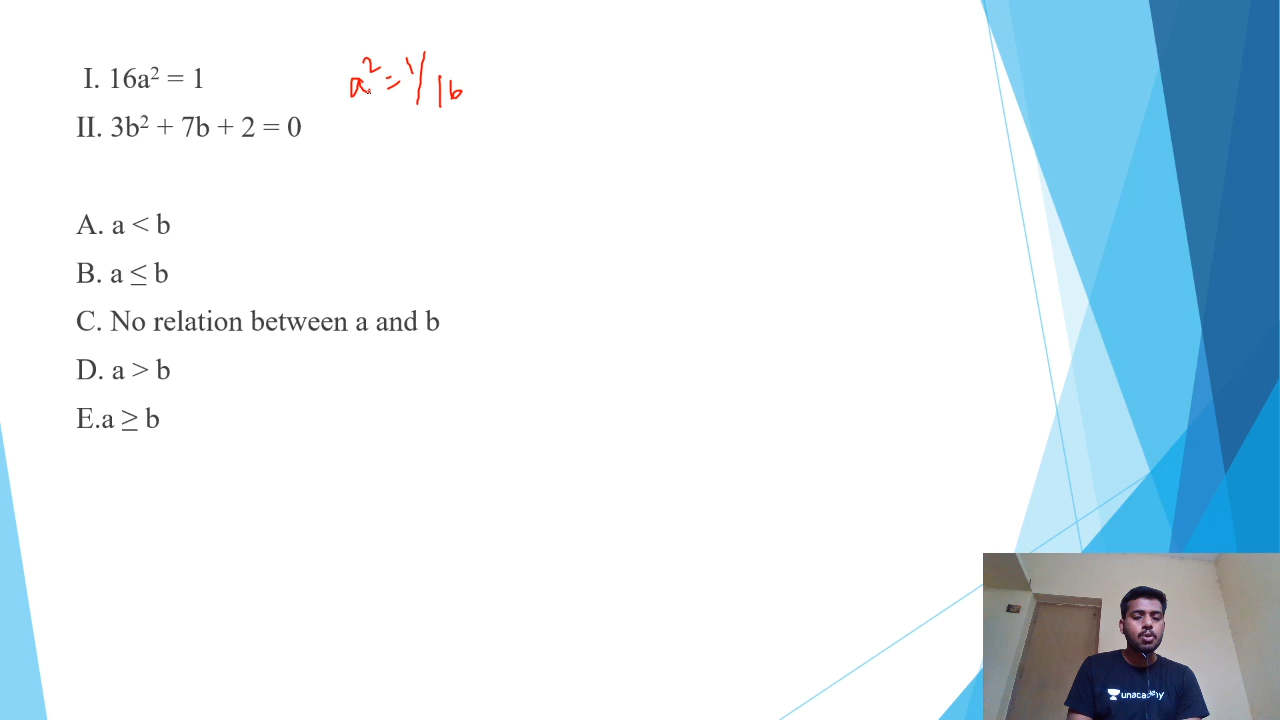 I. 16a² = 1
a² = 1/16
II. 3b² + 7b + 2 = 0
A. a < b
B. a ≤ b
C. No relation between a and b
D. a > b
E.a ≥ b
unacademy